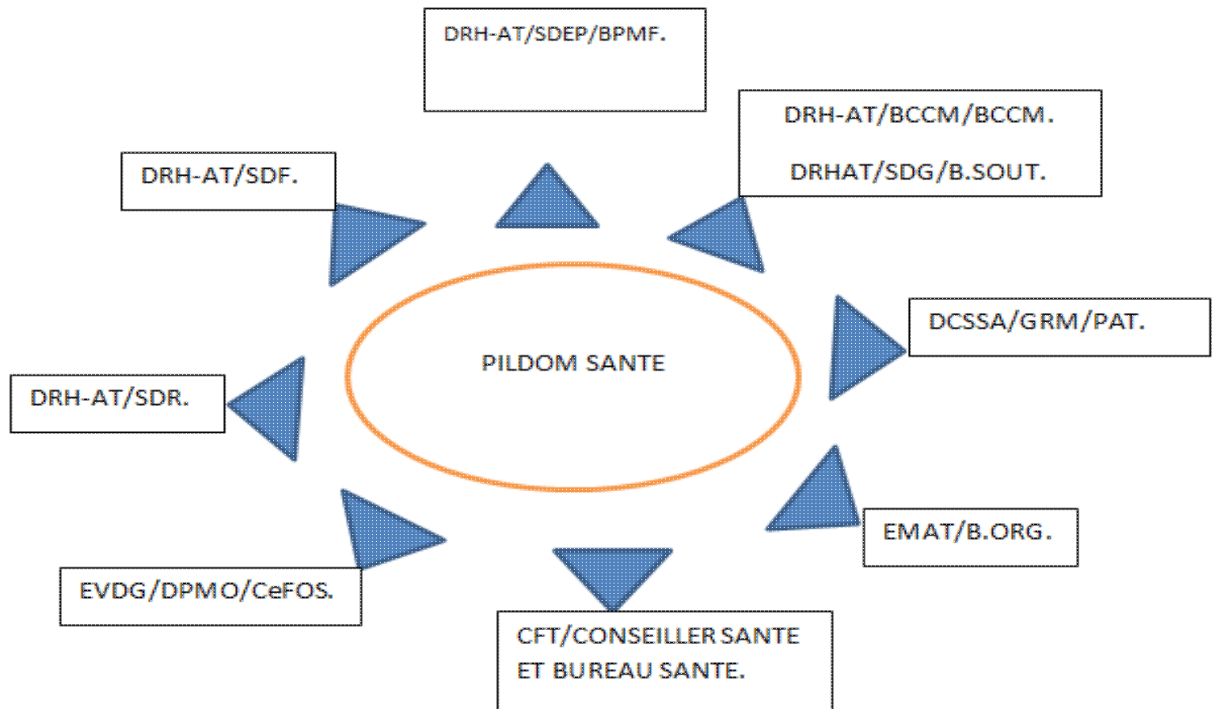 DRH-AT/SDEP/BPMF.
DRH-AT/BCCM/BCCM.
DRHAT/SDG/B.SOUT.
DRH-AT/SDF.
DCSSA/GRM/PAT.
PILDOM SANTE
DRH-AT/SDR.
EMAT/B.ORG.
EVDG/DPMO/CeFOS.
CFT/CONSEILLER SANTE
ET BUREAU SANTE.